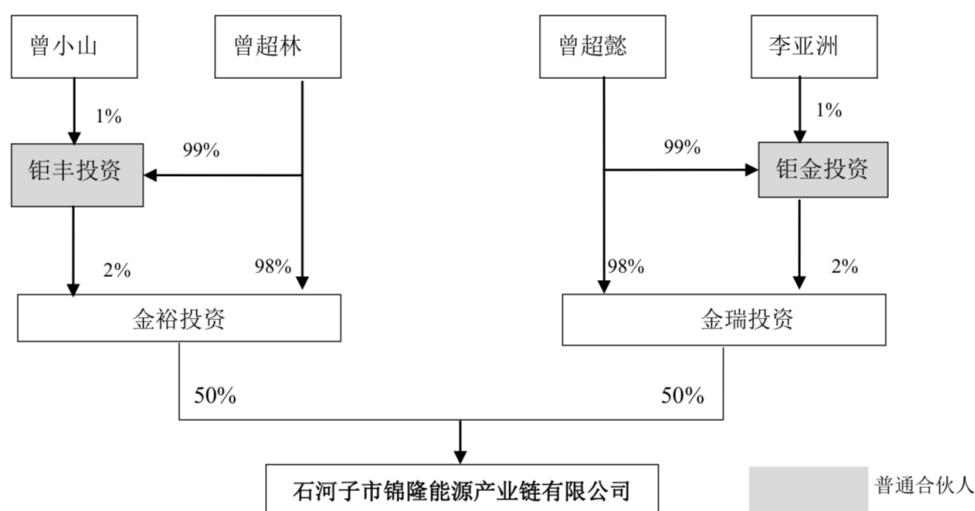 曾小山
曾超林
曾超懿
李亚洲
1%
1%
99%
99%
钜丰投资
钜金投资
2%
98%
98%
2%
金裕投资
金瑞投资
50%
50%
石河子市锦隆能源产业链有限公司
普通合伙人